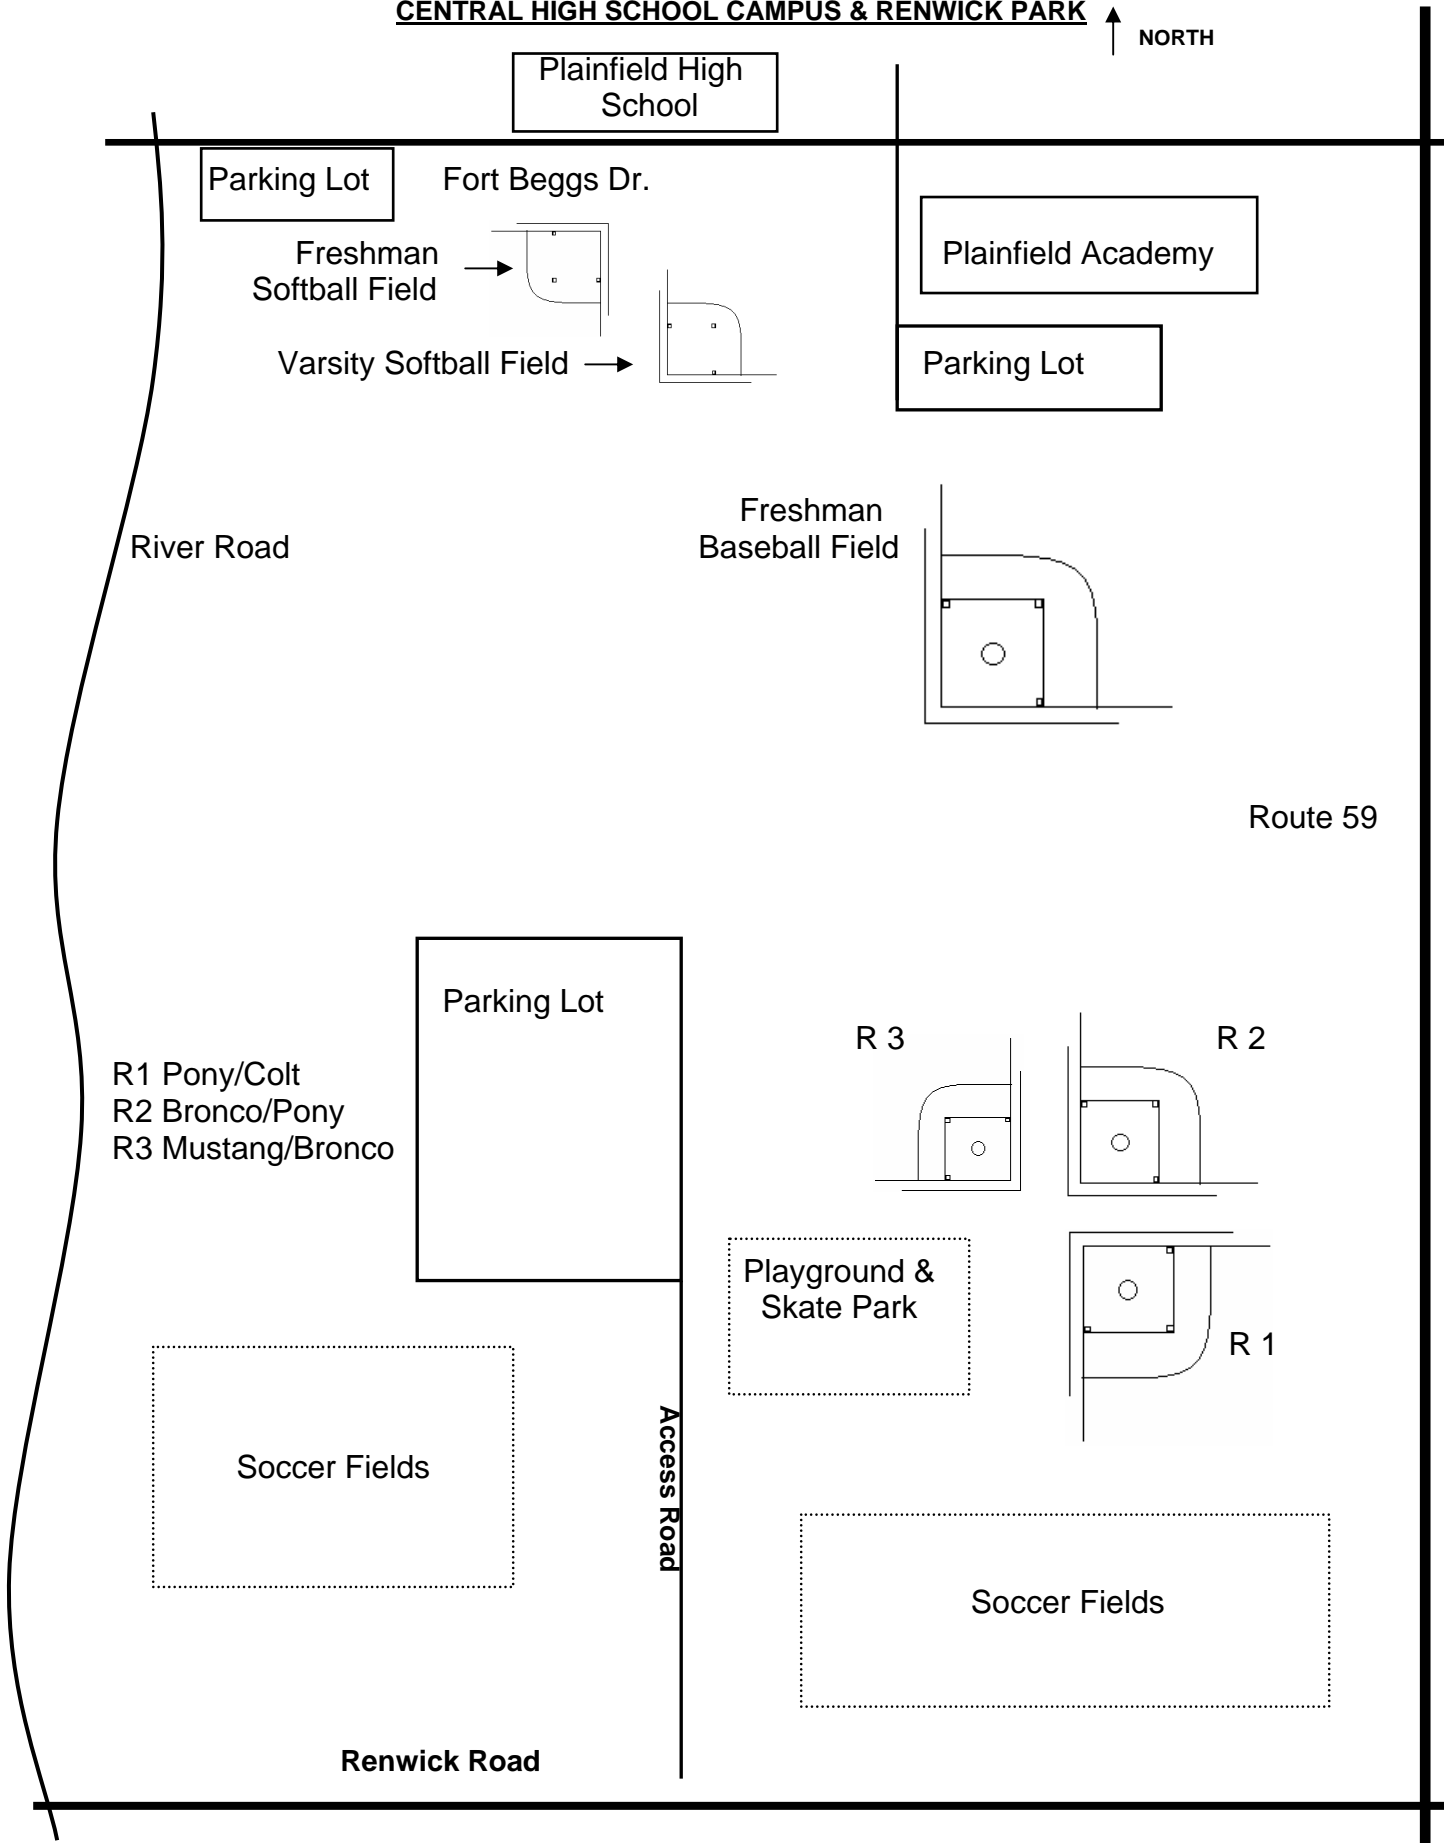 CENTRAL HIGH SCHOOL CAMPUS & RENWICK PARK
NORTH
Plainfield High
School
Parking Lot
Fort Beggs Dr.
Freshman
Softball Field
Plainfield Academy
Varsity Softball Field
Parking Lot
Freshman
Baseball Field
River Road
Route 59
Parking Lot
R 3
R 2
R1 Pony/Colt
R2 Bronco/Pony
R3 Mustang/Bronco
Playground &
Skate Park
R 1
Access Road
Soccer Fields
Soccer Fields
Renwick Road